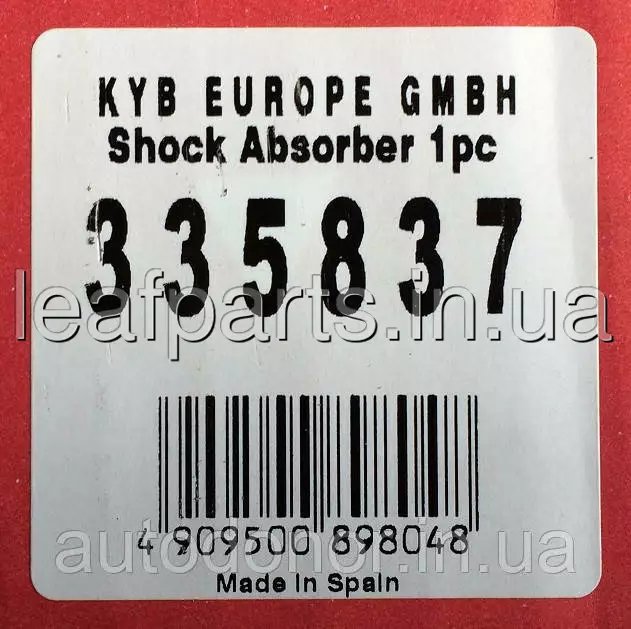 KYB EUROPE GMBH
Shock Absorber 1pc
335837
leafparts.in.ua
4 909500 898048
autodonor.in.ua
Made In Spain